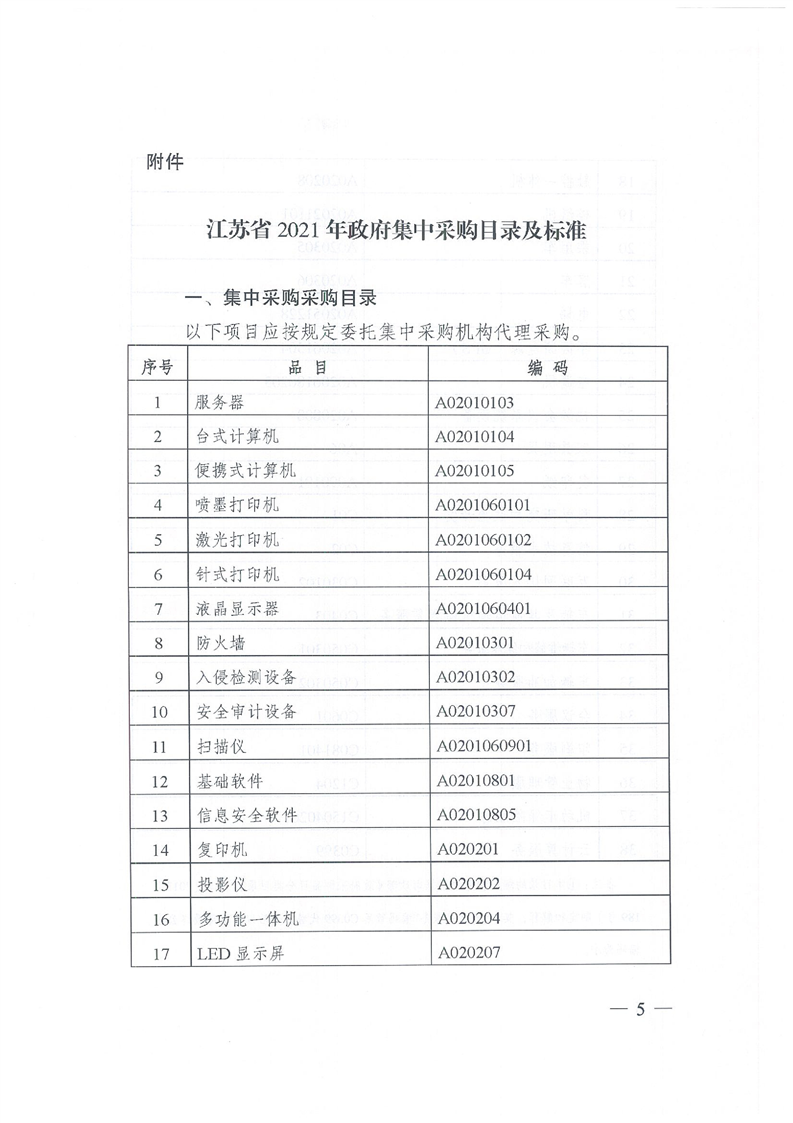 附件
江苏省 2021 年政府集中采购目录及标准
一、集中采购采购目录
以下项目应按规定委托集中采购机构代理采购。
序号 品目 编码
1 服务器 A02010103
2 台式计算机 A02010104
3 便携式计算机 A02010105
4 喷墨打印机 A0201060101
5 激光打印机 A0201060102
6 针式打印机 A0201060104
7 液晶显示器 A0201060401
8 防火墙 A02010301
9 入侵检测设备 A02010302
10 安全审计设备 A02010307
11 扫描仪 A0201060901
12 基础软件 A02010801
13 信息安全软件 A02010805
14 复印机 A020201
15 投影仪 A020202
16 多功能一体机 A020204
17 LED 显示屏 A020207
— 5 —